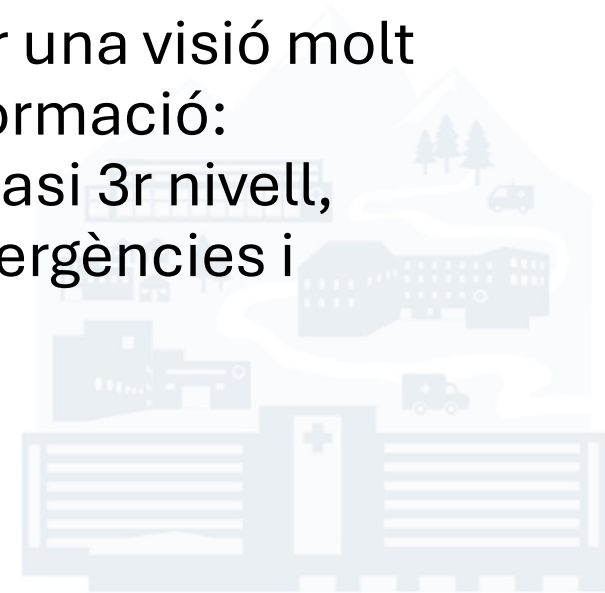 r una visió molt
ormació:
asi 3r nivell,
ergències i